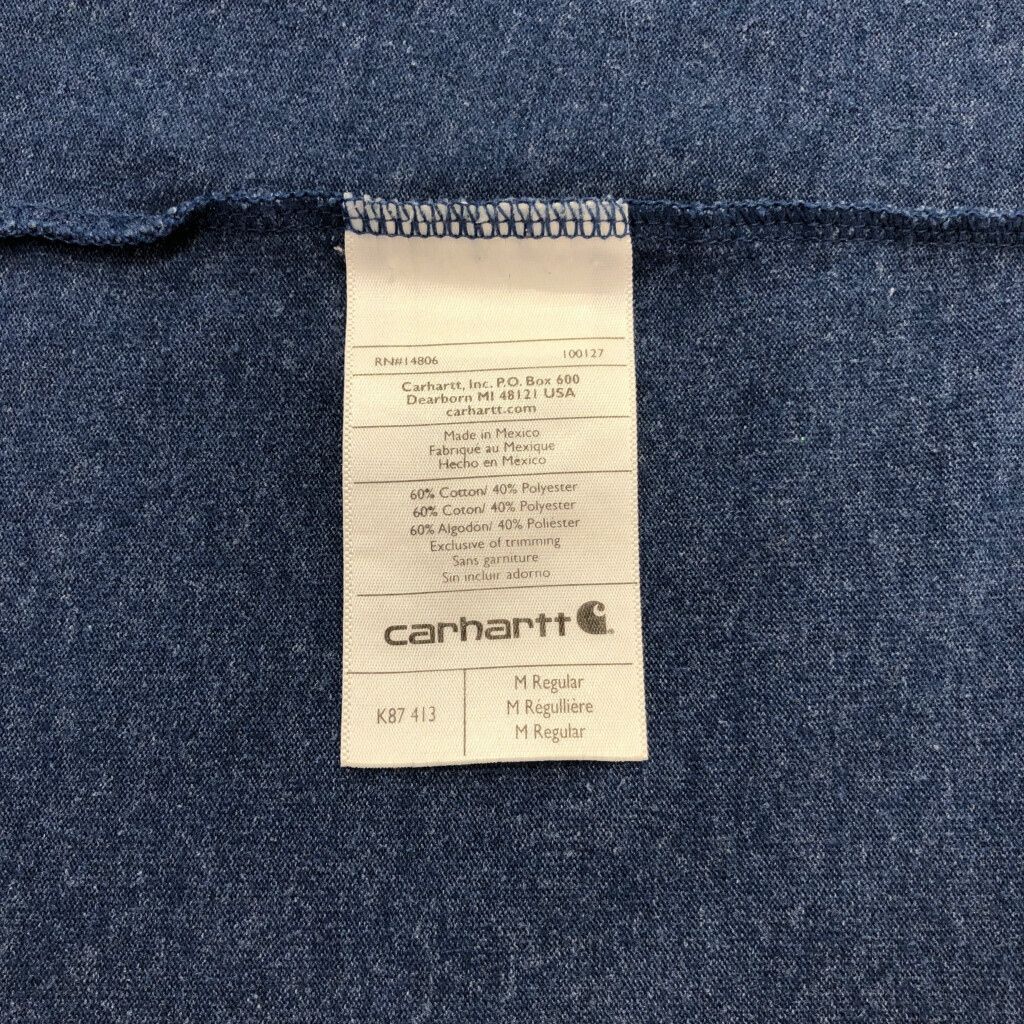 RN#14806 100127
Carhartt, Inc. P.O. Box 600
Dearborn MI 48121 USA
carhartt.com
Made in Mexico
Fabriqué au Mexique
Hecho en México
60% Cotton/ 40% Polyester
60% Coton/ 40% Polyester
60% Algodon/ 40% Poliester
Exclusive of trimming
Sans garniture
Sin incluir adorno
carhartt
K87 413
M Regular
M Régullière
M Regular